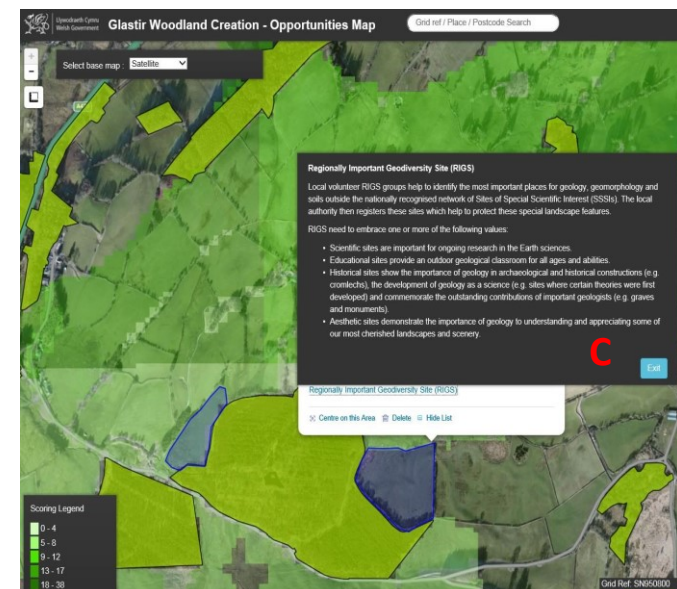 Llywodraeth Cymru
Welsh Government
Glastir Woodland Creation - Opportunities Map
Grid ref / Place / Postcode Search
+
-
Select base map : Satellite
Regionally Important Geodiversity Site (RIGS)
Local volunteer RIGS groups help to identify the most important places for geology, geomorphology and
soils outside the nationally recognised network of Sites of Special Scientific Interest (SSSIs). The local
authority then registers these sites which help to protect these special landscape features.
RIGS need to embrace one or more of the following values:
• Scientific sites are important for ongoing research in the Earth sciences.
• Educational sites provide an outdoor geological classroom for all ages and abilities.
• Historical sites show the importance of geology in archaeological and historical constructions (e.g.
cromlechs), the development of geology as a science (e.g. sites where certain theories were first
developed) and commemorate the outstanding contributions of important geologists (e.g. graves
and monuments).
• Aesthetic sites demonstrate the importance of geology to understanding and appreciating some of
our most cherished landscapes and scenery.
C
Exit
Regionally Important Geodiversity Site (RIGS)
Centre on this Area Delete Hide List
Scoring Legend
0 - 4
5 - 8
9 - 12
13 - 17
18 - 38
Grid Ref: SN950800